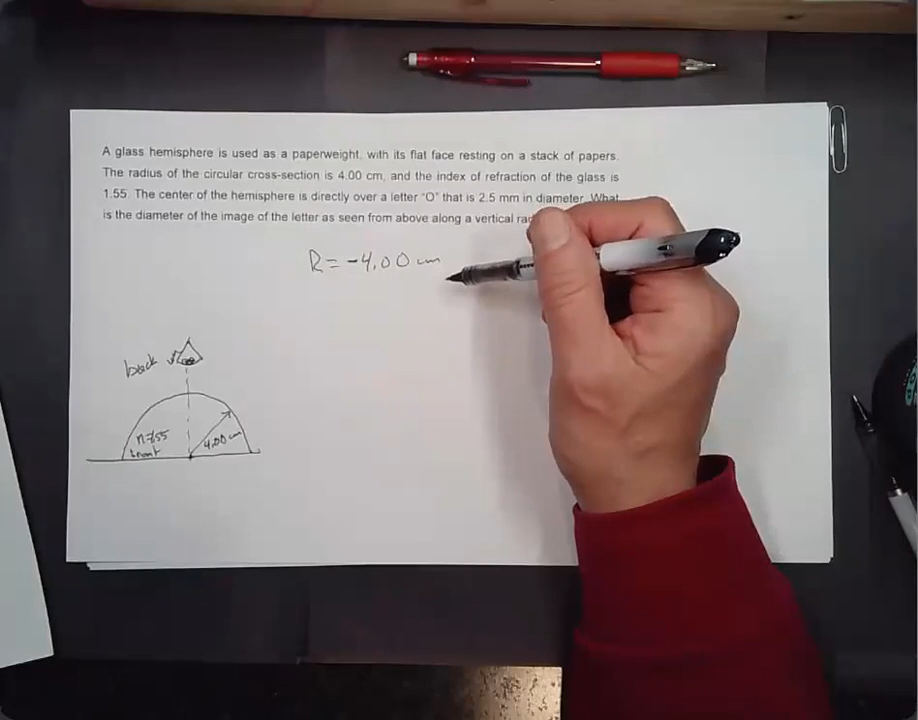 A glass hemisphere is used as a paperweight, with its flat face resting on a stack of papers.
The radius of the circular cross-section is 4.00 cm, and the index of refraction of the glass is
1.55. The center of the hemisphere is directly over a letter "O" that is 2.5 mm in diameter. What
is the diameter of the image of the letter as seen from above along a vertical
R = -4.00 cm
back
n=1.55
4.00 cm
front